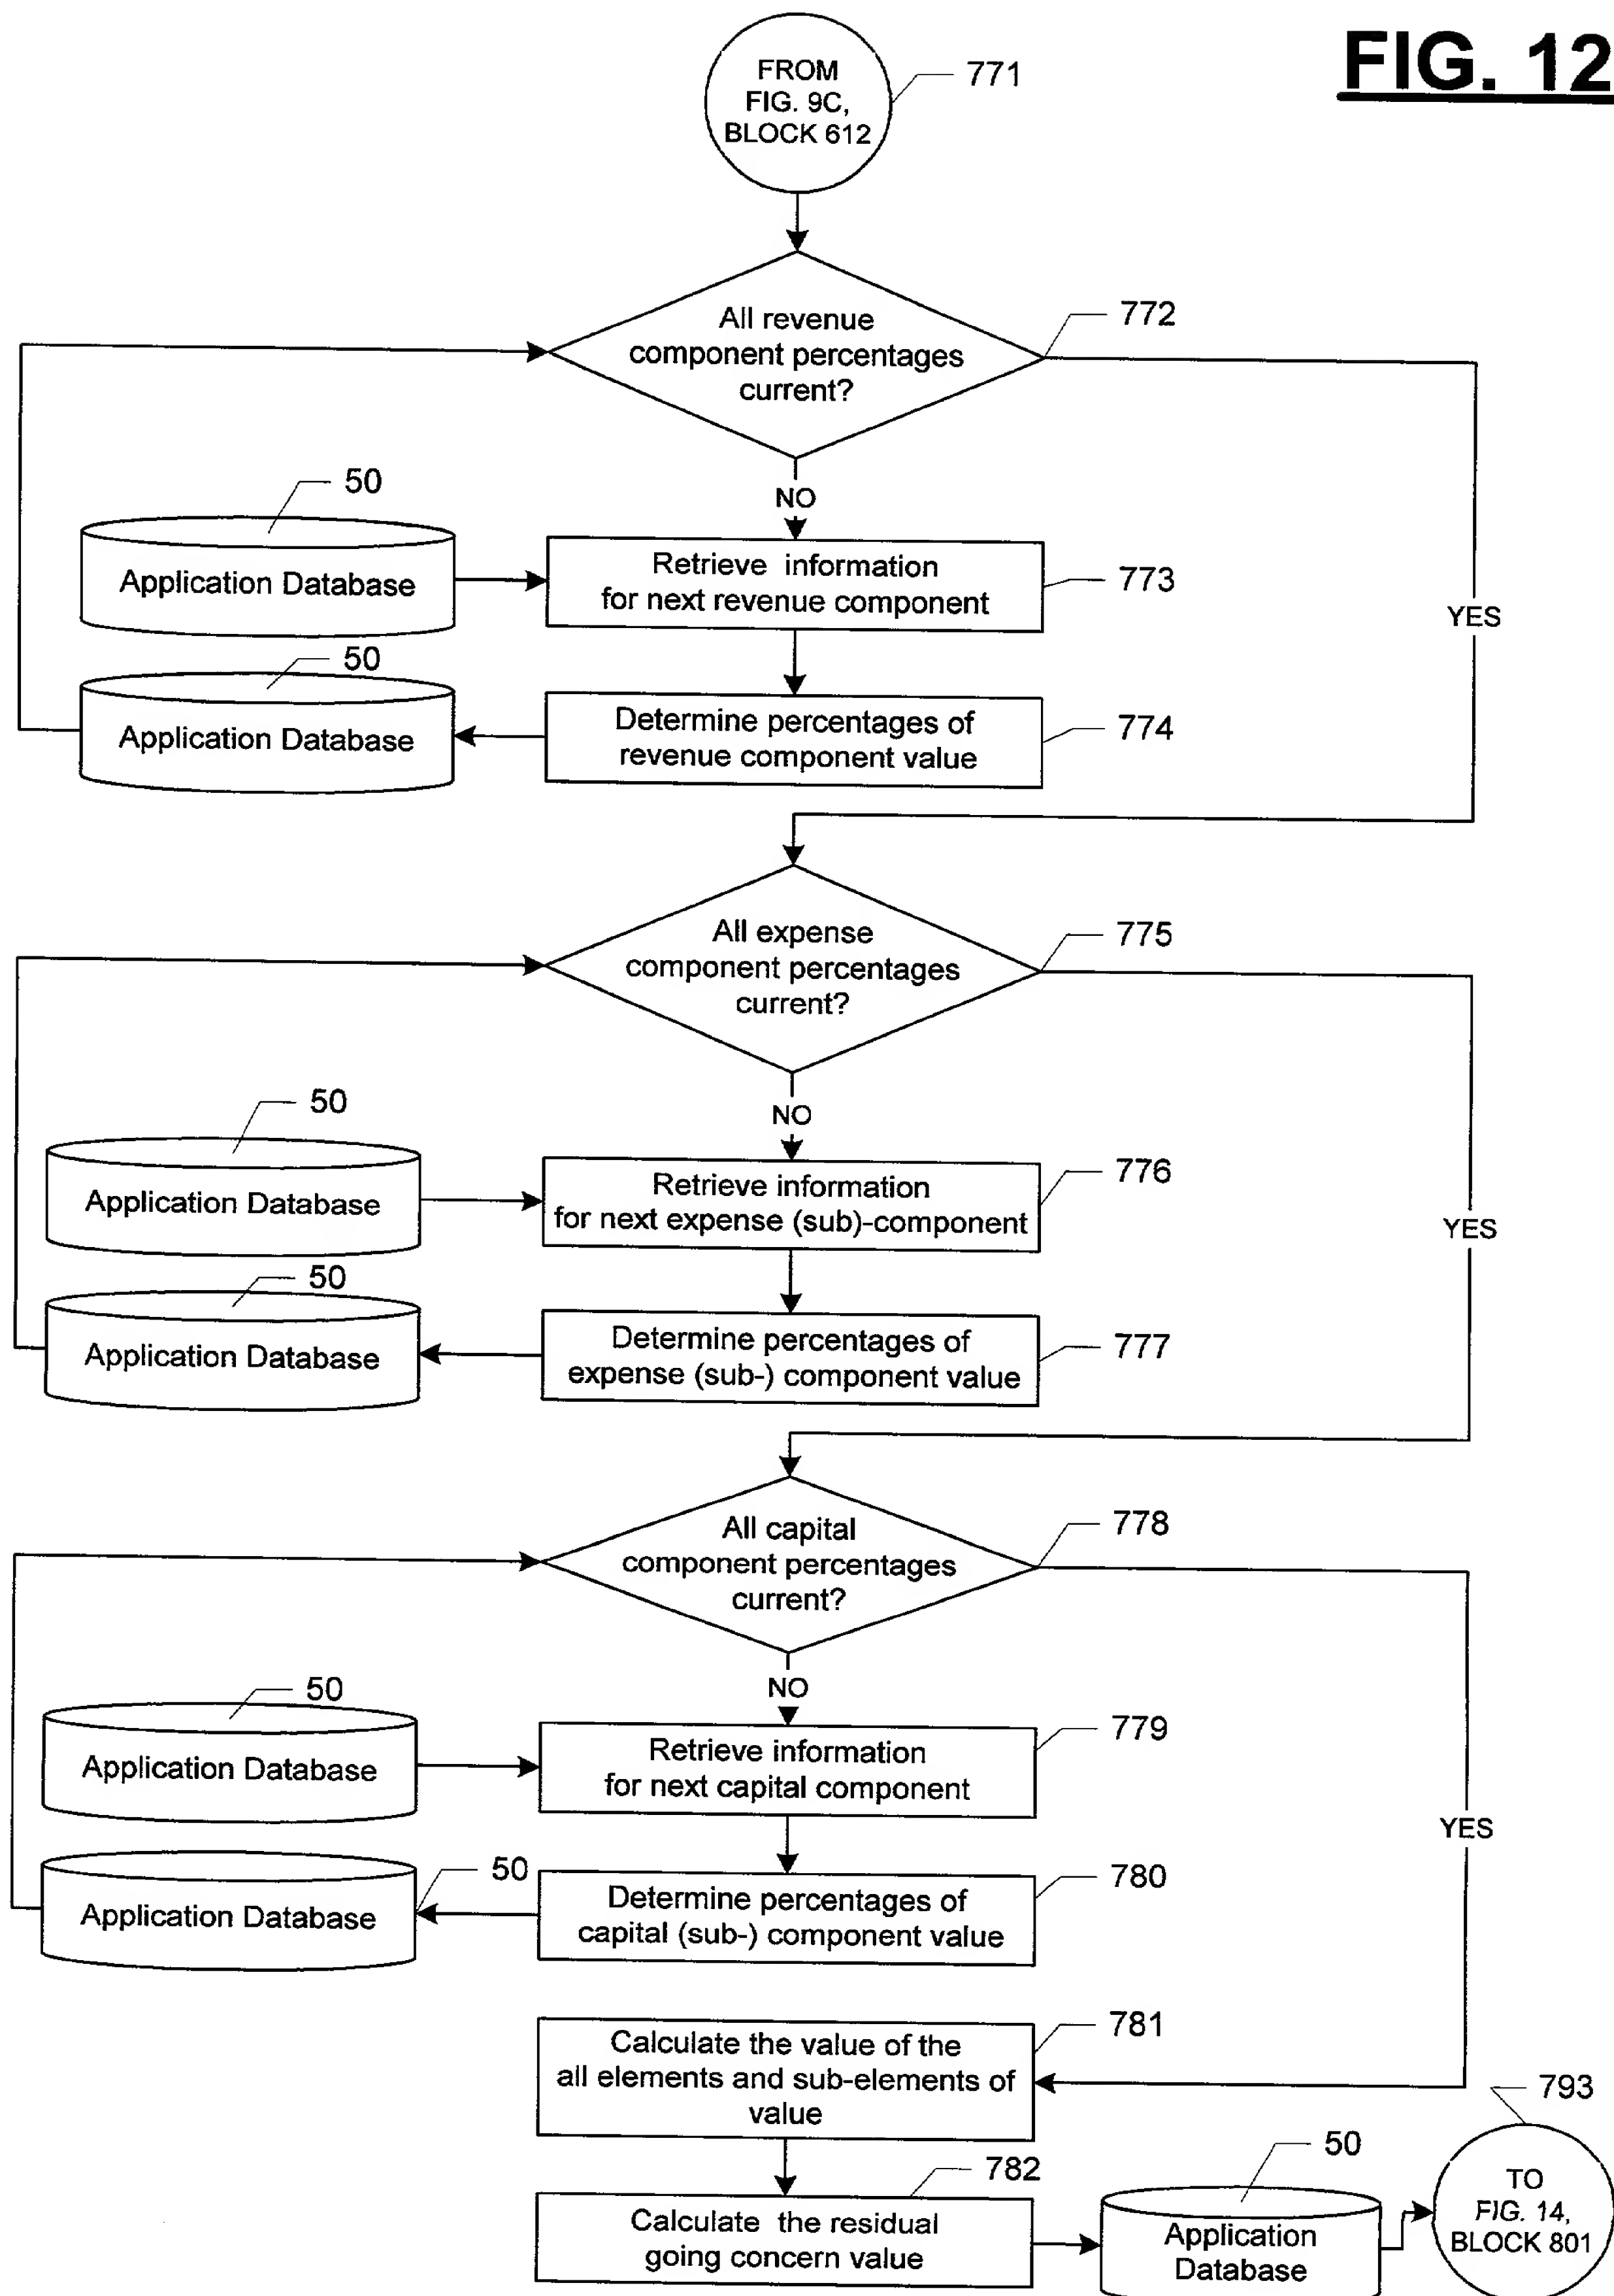 FIG. 12
FROM
FIG. 9C,
BLOCK 612
771
All revenue
component percentages
current?
772
NO
YES
50
Application Database
Retrieve information
for next revenue component
773
50
Application Database
Determine percentages of
revenue component value
774
All expense
component percentages
current?
775
NO
YES
50
Application Database
Retrieve information
for next expense (sub)-component
776
50
Application Database
Determine percentages of
expense (sub-) component value
777
All capital
component percentages
current?
778
NO
YES
50
Application Database
Retrieve information
for next capital component
779
50
Application Database
Determine percentages of
capital (sub-) component value
780
Calculate the value of the
all elements and sub-elements of
value
781
Calculate the residual
going concern value
782
50
Application
Database
793
TO
FIG. 14,
BLOCK 801